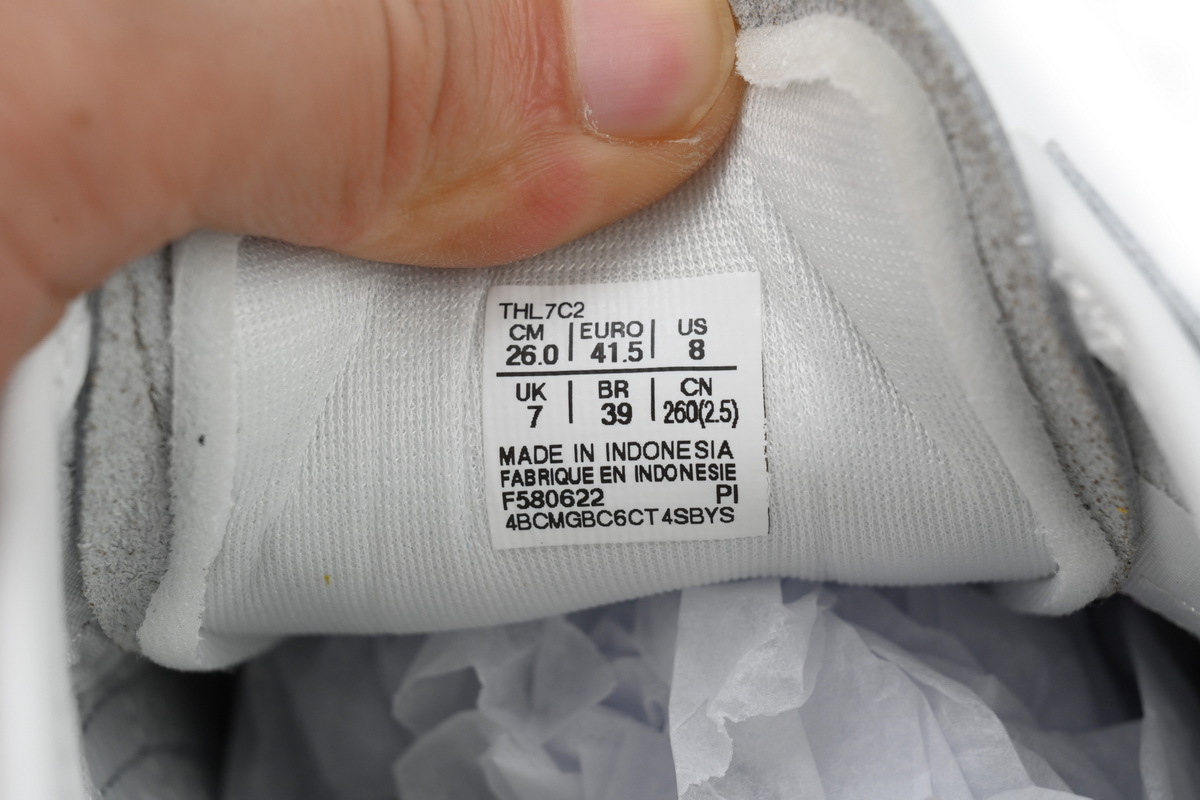 THL7C2
CM | EURO | US
26.0 | 41.5 | 8
UK | BR | CN
7 | 39 | 260(2.5)
MADE IN INDONESIA
FABRIQUE EN INDONESIE
F580622 PI
4BCMGBC6CT4SBYS